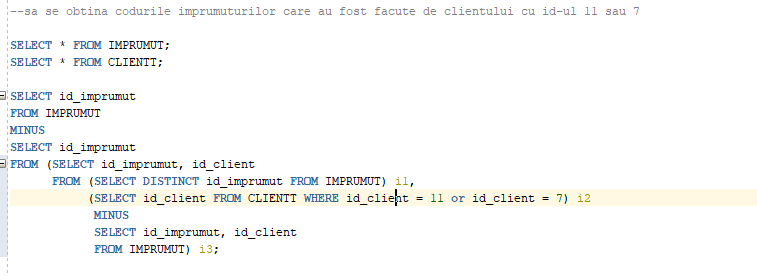 --sa se obtina codurile imprumuturilor care au fost facute de clientului cu id-ul 11 sau 7
SELECT * FROM IMPRUMUT;
SELECT * FROM CLIENTT;
SELECT id_imprumut
FROM IMPRUMUT
MINUS
SELECT id_imprumut
FROM (SELECT id_imprumut, id_client
FROM (SELECT DISTINCT id_imprumut FROM IMPRUMUT) i1,
(SELECT id_client FROM CLIENTT WHERE id_client = 11 or id_client = 7) i2
MINUS
SELECT id_imprumut, id_client
FROM IMPRUMUT) i3;